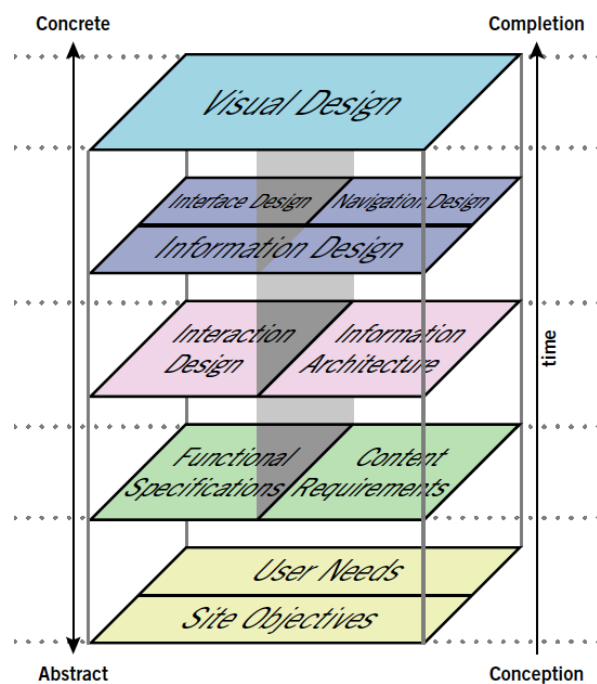 Concrete
Completion
Visual Design
Interface Design
Navigation Design
Information Design
Interaction
Design
Information
Architecture
time
Functional
Specifications
Content
Requirements
User Needs
Site Objectives
Abstract
Conception